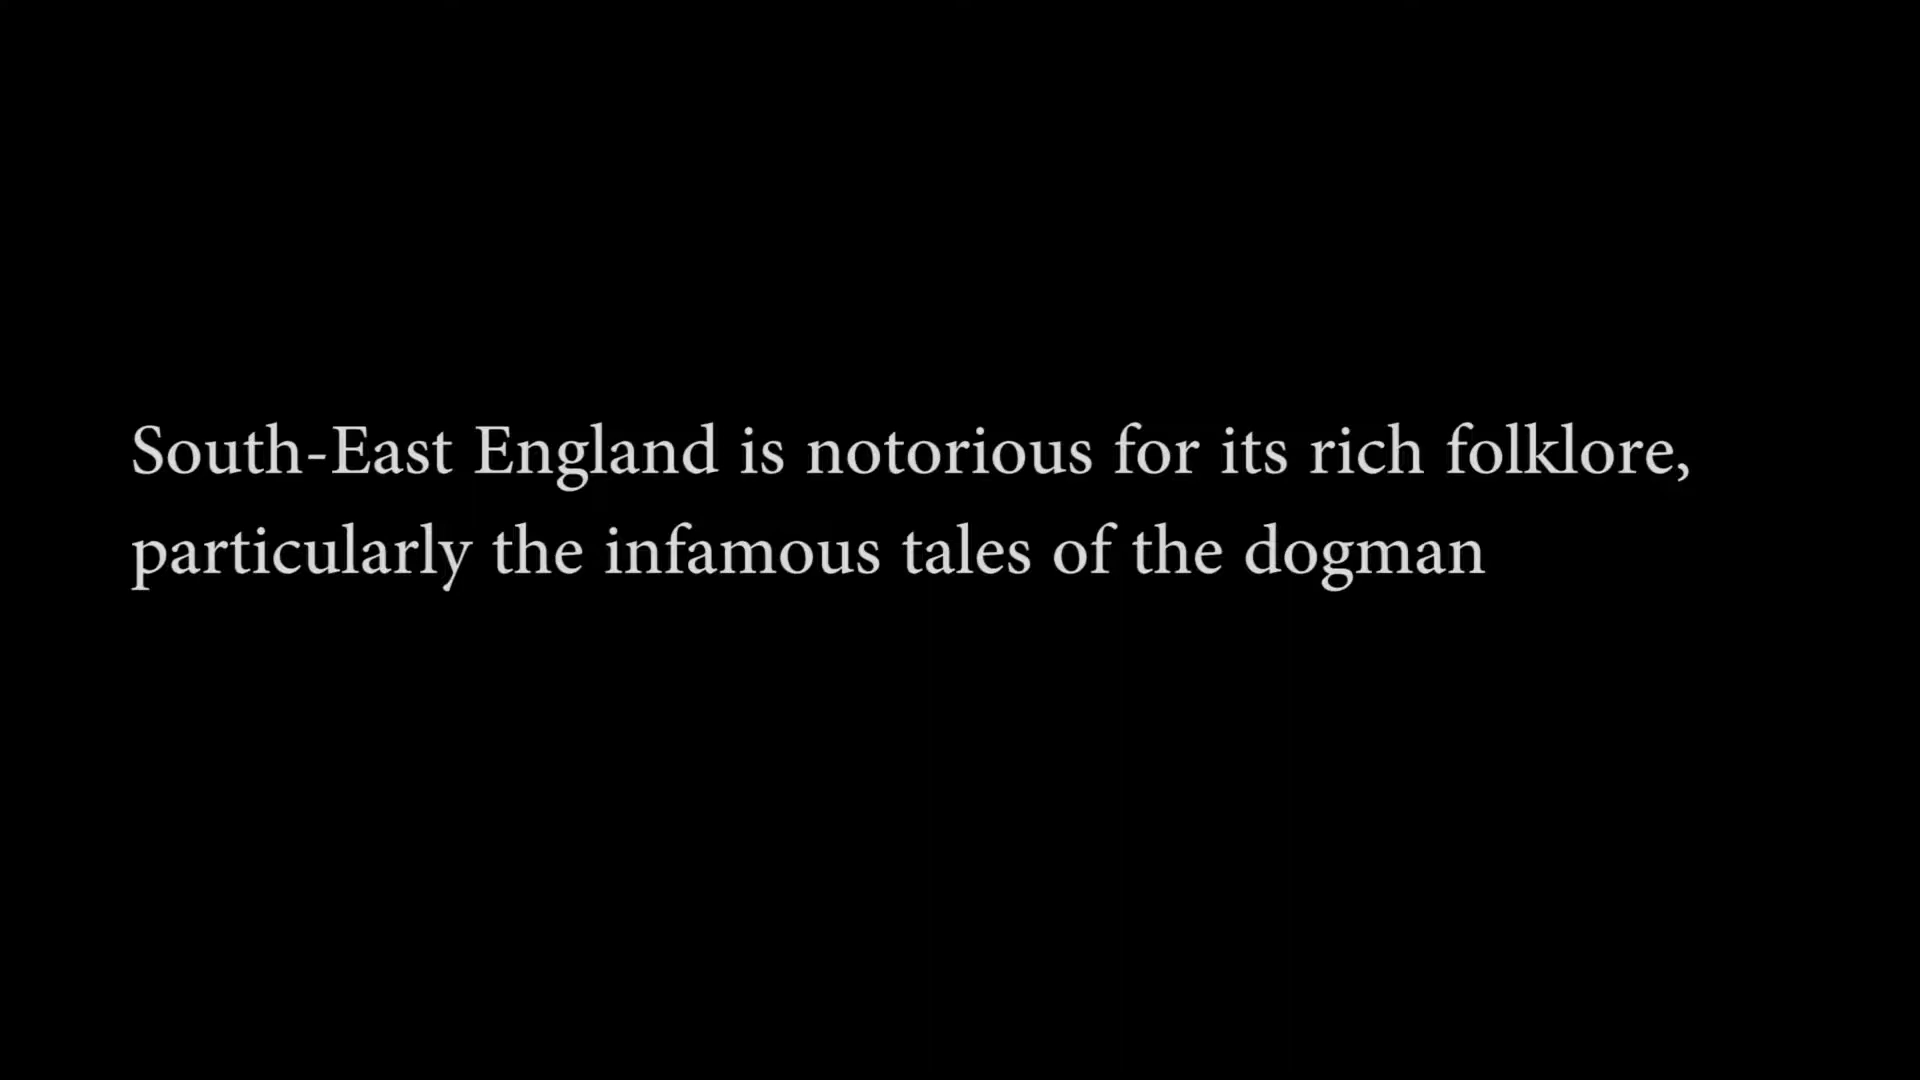 South-East England is notorious for its rich folklore,
particularly the infamous tales of the dogman